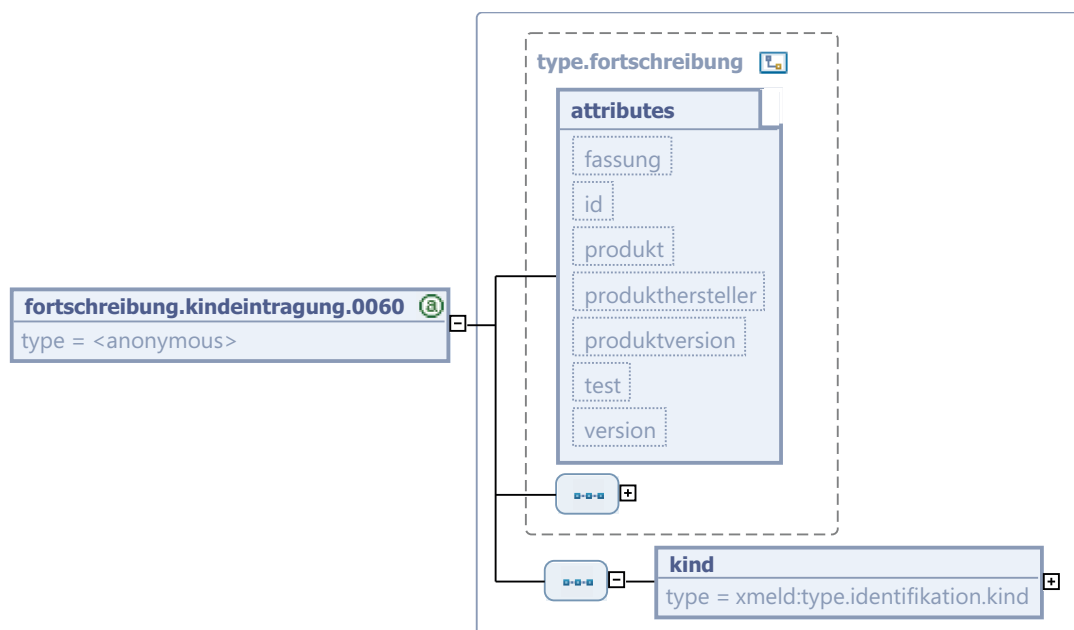 type.fortschreibung
attributes
fassung
id
produkt
produkthersteller
produktversion
test
version
fortschreibung.kindeintragung.0060 a
type = <anonymous>
kind
type = xmeld:type.identifikation.kind